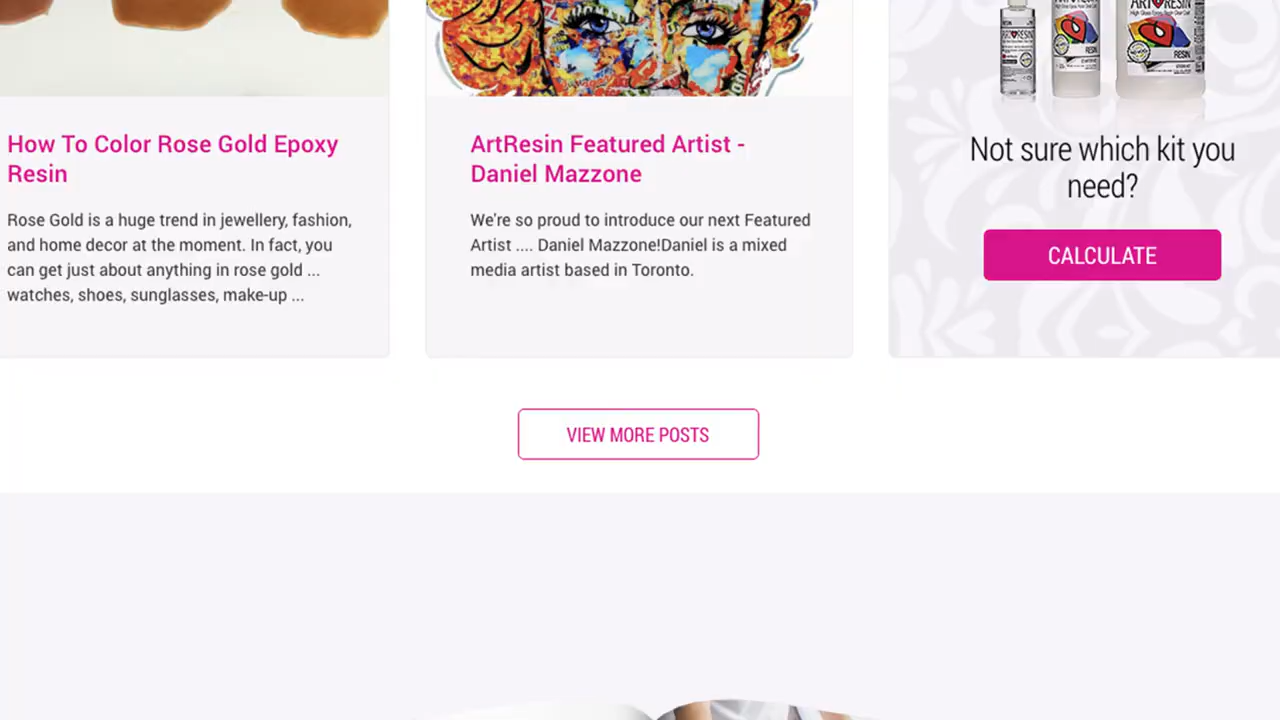 How To Color Rose Gold Epoxy
Resin
Rose Gold is a huge trend in jewellery, fashion,
and home decor at the moment. In fact, you
can get just about anything in rose gold ...
watches, shoes, sunglasses, make-up ...
ArtResin Featured Artist -
Daniel Mazzone
We're so proud to introduce our next Featured
Artist .... Daniel Mazzone!Daniel is a mixed
media artist based in Toronto.
RESIN
RESIN
Not sure which kit you
need?
CALCULATE
VIEW MORE POSTS